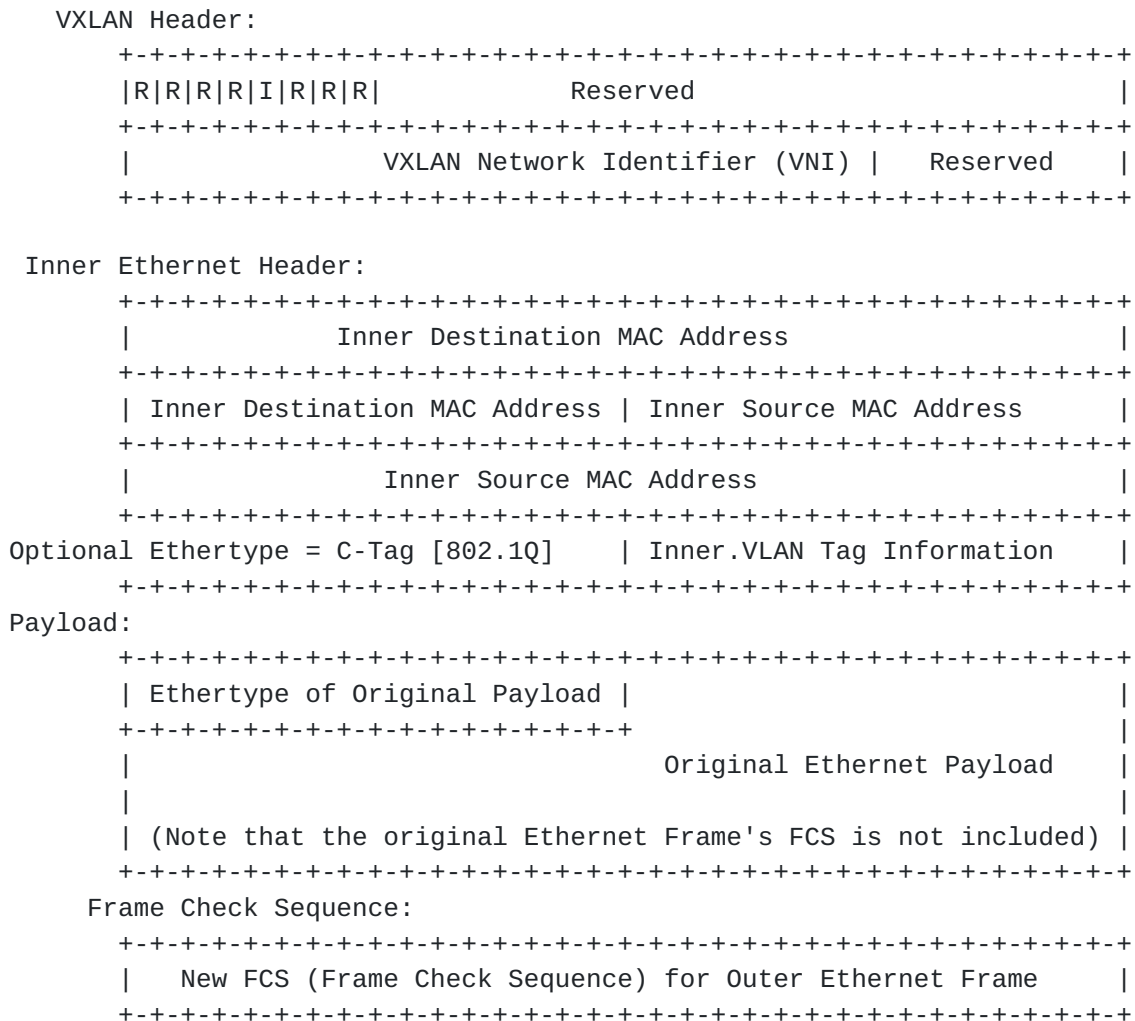 VXLAN Header:
+-+-+-+-+-+-+-+-+-+-+-+-+-+-+-+-+-+-+-+-+-+-+-+-+-+-+-+-+-+-+-+-+
|R|R|R|R|I|R|R|R|            Reserved                           |
+-+-+-+-+-+-+-+-+-+-+-+-+-+-+-+-+-+-+-+-+-+-+-+-+-+-+-+-+-+-+-+-+
|                VXLAN Network Identifier (VNI) |   Reserved    |
+-+-+-+-+-+-+-+-+-+-+-+-+-+-+-+-+-+-+-+-+-+-+-+-+-+-+-+-+-+-+-+-+
Inner Ethernet Header:
+-+-+-+-+-+-+-+-+-+-+-+-+-+-+-+-+-+-+-+-+-+-+-+-+-+-+-+-+-+-+-+-+
|             Inner Destination MAC Address                     |
+-+-+-+-+-+-+-+-+-+-+-+-+-+-+-+-+-+-+-+-+-+-+-+-+-+-+-+-+-+-+-+-+
| Inner Destination MAC Address | Inner Source MAC Address      |
+-+-+-+-+-+-+-+-+-+-+-+-+-+-+-+-+-+-+-+-+-+-+-+-+-+-+-+-+-+-+-+-+
|                Inner Source MAC Address                       |
+-+-+-+-+-+-+-+-+-+-+-+-+-+-+-+-+-+-+-+-+-+-+-+-+-+-+-+-+-+-+-+-+
Optional Ethertype = C-Tag [802.1Q]    | Inner.VLAN Tag Information    |
+-+-+-+-+-+-+-+-+-+-+-+-+-+-+-+-+-+-+-+-+-+-+-+-+-+-+-+-+-+-+-+-+
Payload:
+-+-+-+-+-+-+-+-+-+-+-+-+-+-+-+-+-+-+-+-+-+-+-+-+-+-+-+-+-+-+-+-+
| Ethertype of Original Payload |                               |
+-+-+-+-+-+-+-+-+-+-+-+-+-+-+-+-+                               |
|                                  Original Ethernet Payload    |
|                                                               |
| (Note that the original Ethernet Frame's FCS is not included) |
+-+-+-+-+-+-+-+-+-+-+-+-+-+-+-+-+-+-+-+-+-+-+-+-+-+-+-+-+-+-+-+-+
Frame Check Sequence:
+-+-+-+-+-+-+-+-+-+-+-+-+-+-+-+-+-+-+-+-+-+-+-+-+-+-+-+-+-+-+-+-+
|   New FCS (Frame Check Sequence) for Outer Ethernet Frame     |
+-+-+-+-+-+-+-+-+-+-+-+-+-+-+-+-+-+-+-+-+-+-+-+-+-+-+-+-+-+-+-+-+